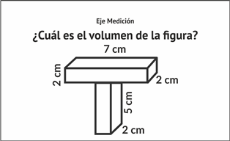 Eje Medición
¿Cuál es el volumen de la figura?
7 cm
2 cm
2 cm
5 cm
2 cm